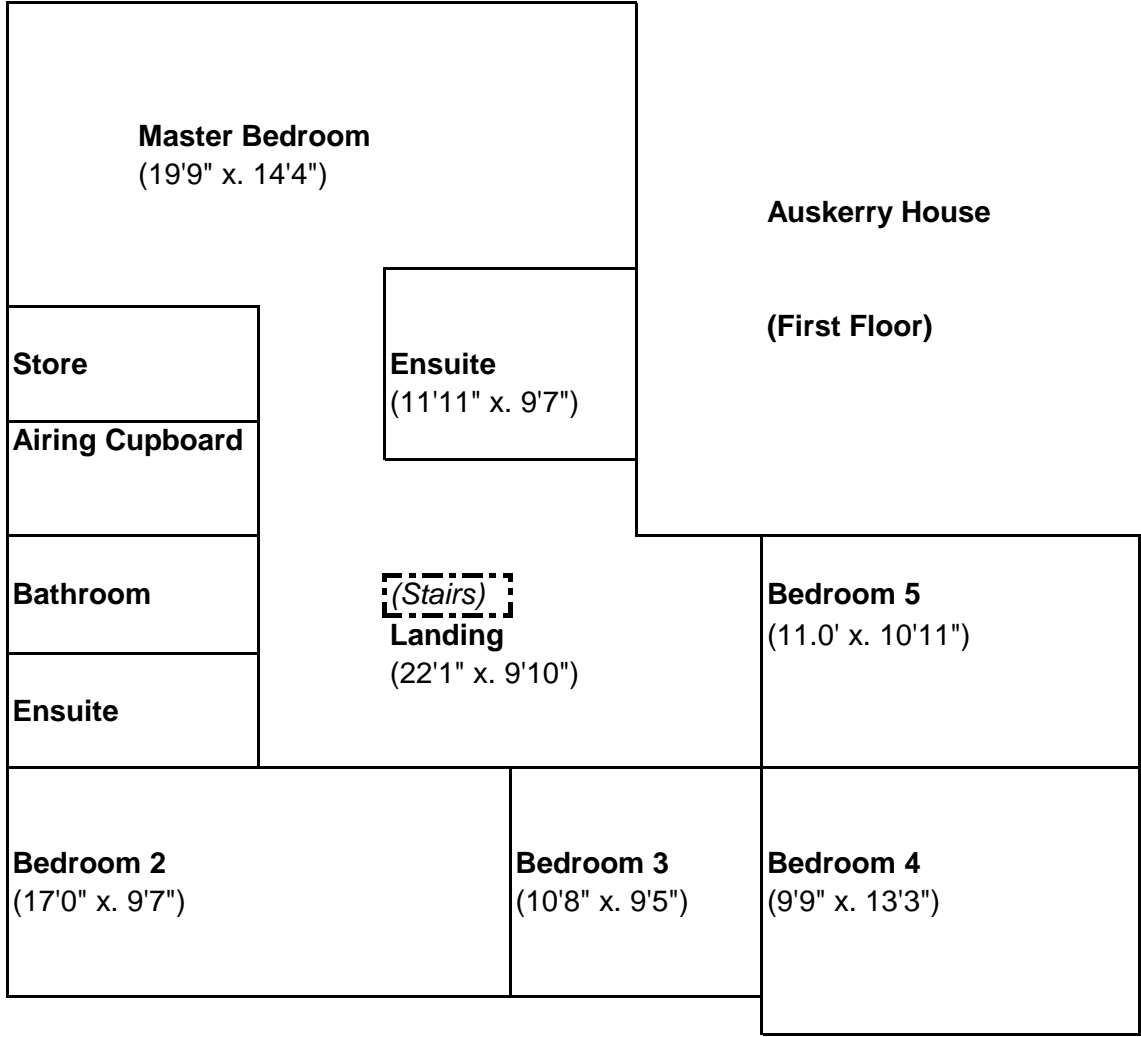 Master Bedroom
(19'9" x. 14'4")
Auskerry House
(First Floor)
Store
Ensuite
(11'11" x. 9'7")
Airing Cupboard
Bathroom
(Stairs)
Landing
(22'1" x. 9'10")
Bedroom 5
(11.0' x. 10'11")
Ensuite
Bedroom 2
(17'0" x. 9'7")
Bedroom 3
(10'8" x. 9'5")
Bedroom 4
(9'9" x. 13'3")